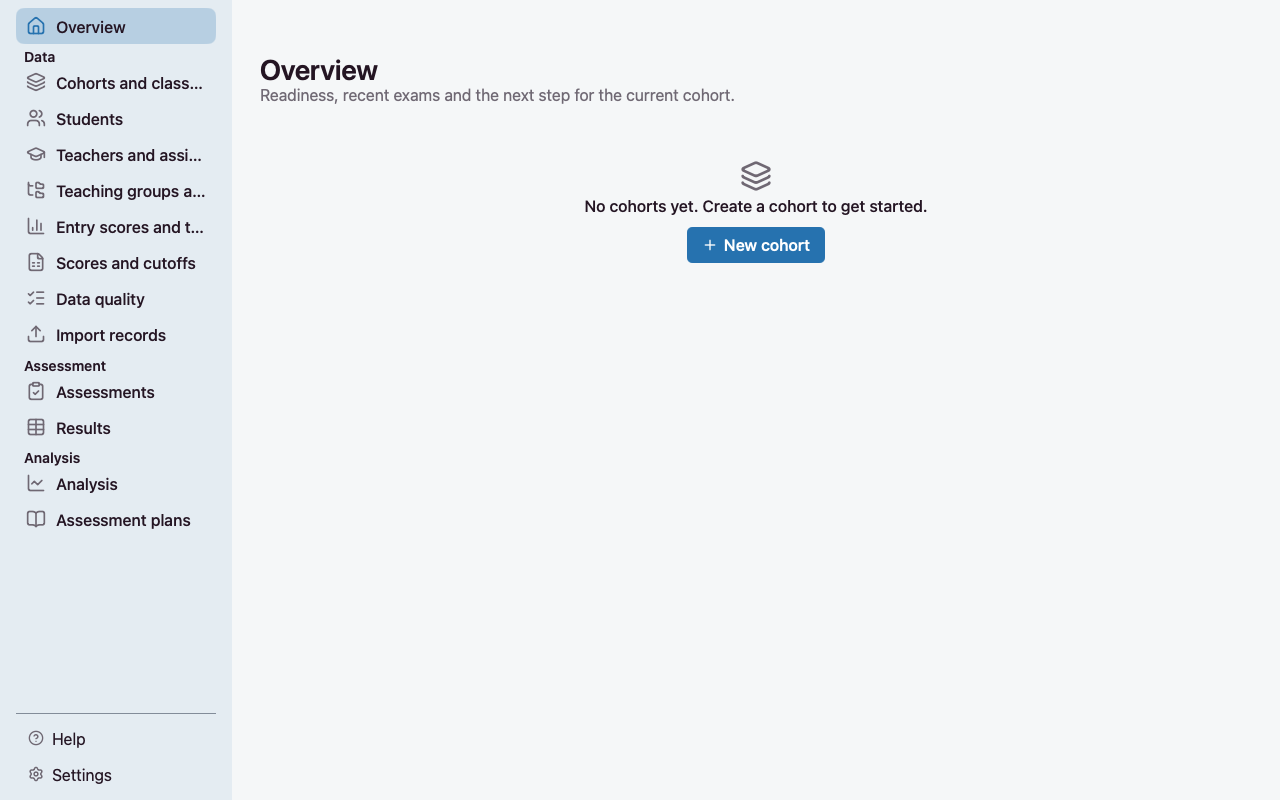 Overview
Data
Cohorts and class...
Students
Teachers and assi...
Teaching groups a...
Entry scores and t...
Scores and cutoffs
Data quality
Import records
Assessment
Assessments
Results
Analysis
Analysis
Assessment plans
Help
Settings
Overview
Readiness, recent exams and the next step for the current cohort.
No cohorts yet. Create a cohort to get started.
New cohort